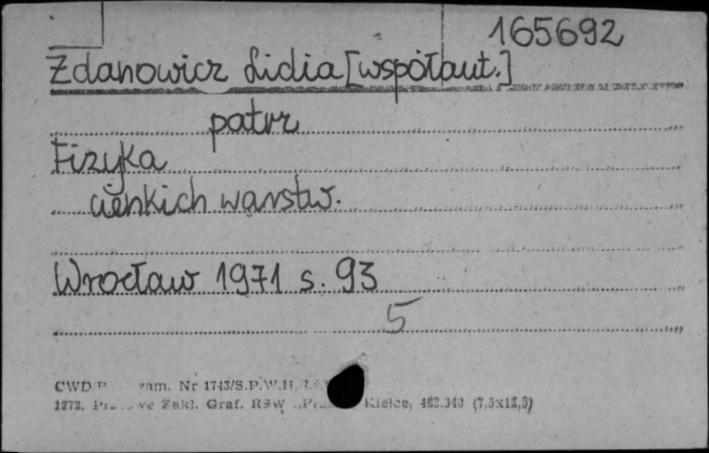 165692
Zdanowicz Lidia [współaut.]
patrz
Fizyka
cienkich warstw.
Wrocław 1971 s. 93
5
CWD zam. Nr 1743/S.P.W.H.
1272. Zakł. Graf. RSW Kielce, 482.340 (7,5x12,5)